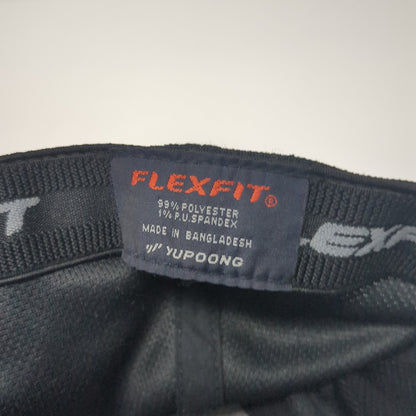 FLEXFIT®
99% POLYESTER
1% P.U.SPANDEX
MADE IN BANGLADESH
YUPOONG